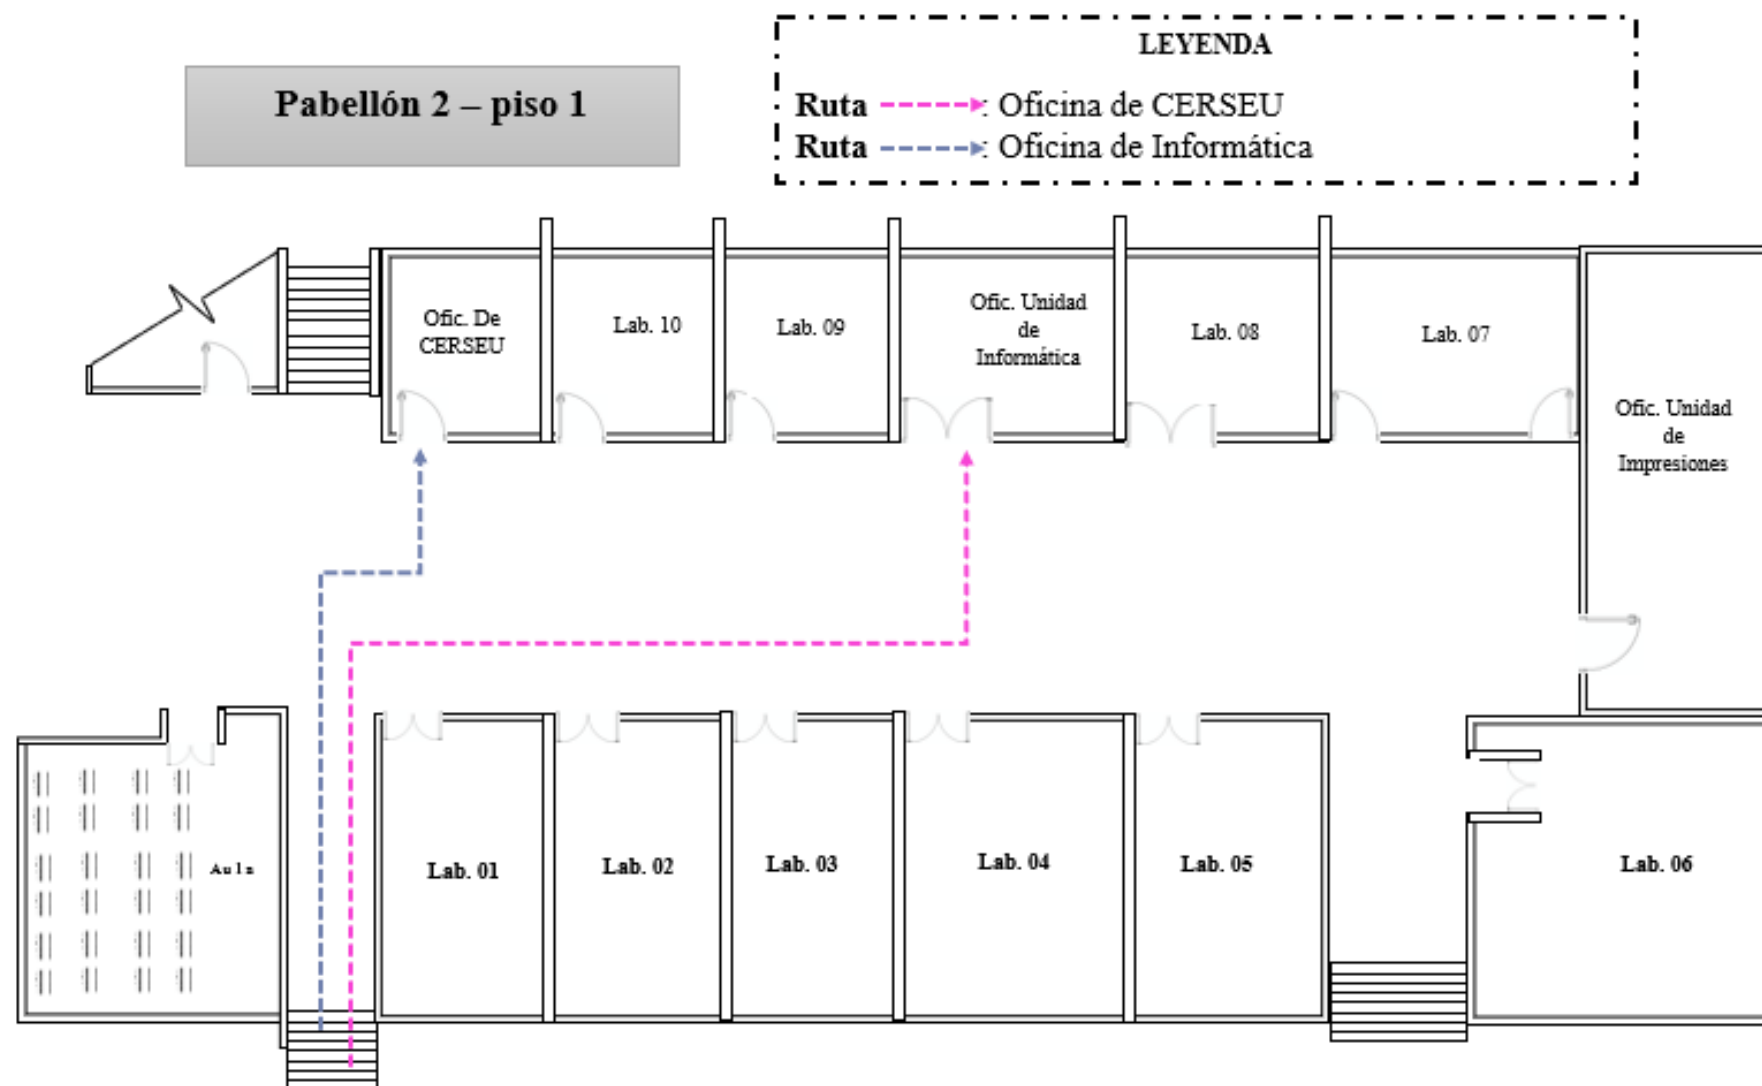 Pabellón 2 – piso 1
LEYENDA
Ruta : Oficina de CERSEU
Ruta : Oficina de Informática
Ofic. De
CERSEU
Lab. 10
Lab. 09
Ofic. Unidad
de
Informática
Lab. 08
Lab. 07
Ofic. Unidad
de
Impresiones
Aula
Lab. 01
Lab. 02
Lab. 03
Lab. 04
Lab. 05
Lab. 06